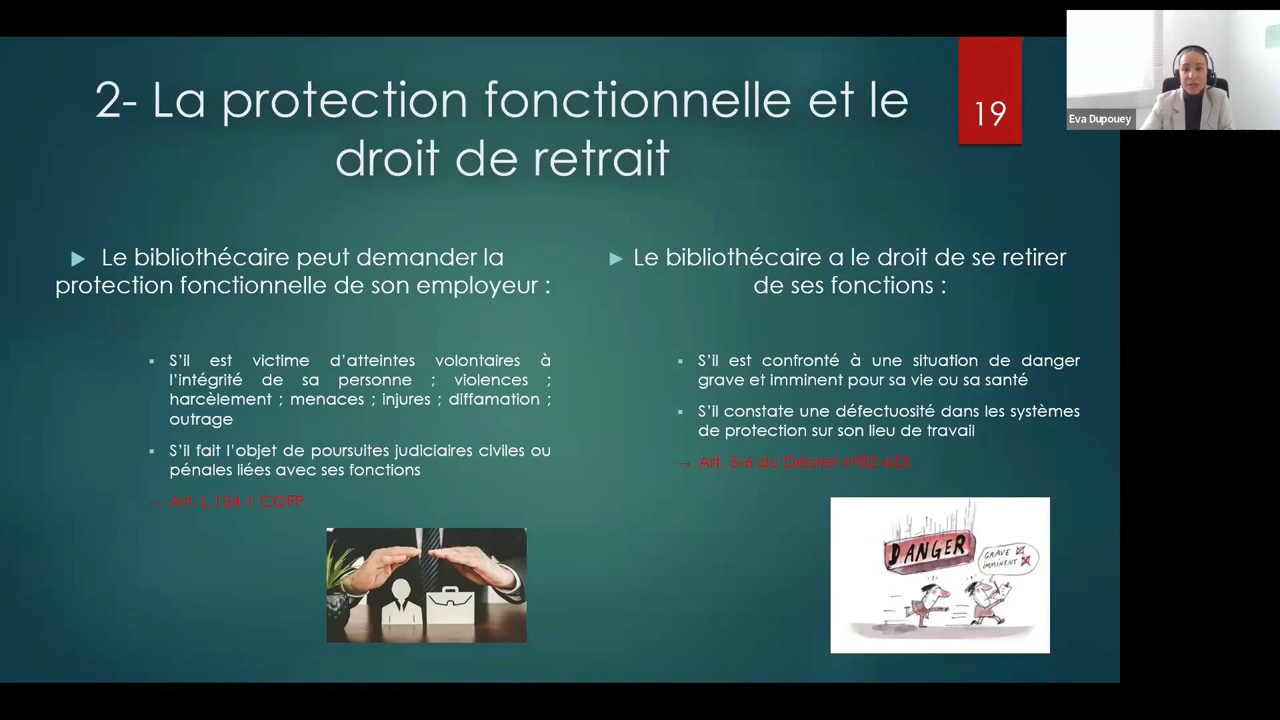 2- La protection fonctionnelle et le
droit de retrait
19
Eva Dupouey
Le bibliothécaire peut demander la
protection fonctionnelle de son employeur :
S'il est victime d'atteintes volontaires à
l'intégrité de sa personne ; violences ;
harcèlement ; menaces ; injures ; diffamation ;
outrage
S'il fait l'objet de poursuites judiciaires civiles ou
pénales liées avec ses fonctions
→ Art. L.134-1 CGFP
Le bibliothécaire a le droit de se retirer
de ses fonctions :
S'il est confronté à une situation de danger
grave et imminent pour sa vie ou sa santé
S'il constate une défectuosité dans les systèmes
de protection sur son lieu de travail
→ Art. 5-6 du Décret n°82-453
DANGER
GRAVE
IMMINENT